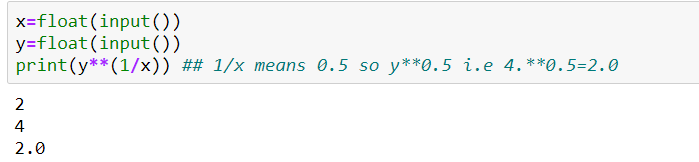 x=float(input())
y=float(input())
print(y**(1/x)) ## 1/x means 0.5 so y**0.5 i.e 4.**0.5=2.0
2
4
2.0